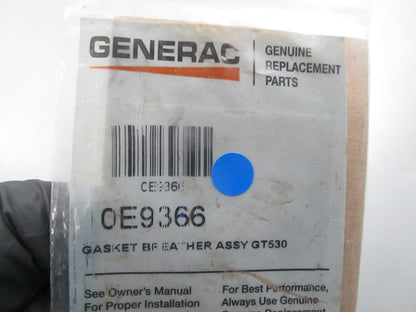 GENERAC
GENUINE
REPLACEMENT
PARTS
0E9366
0E9366
GASKET BREATHER ASSY GT530
See Owner's Manual
For Proper Installation
For Best Performance,
Always Use Genuine